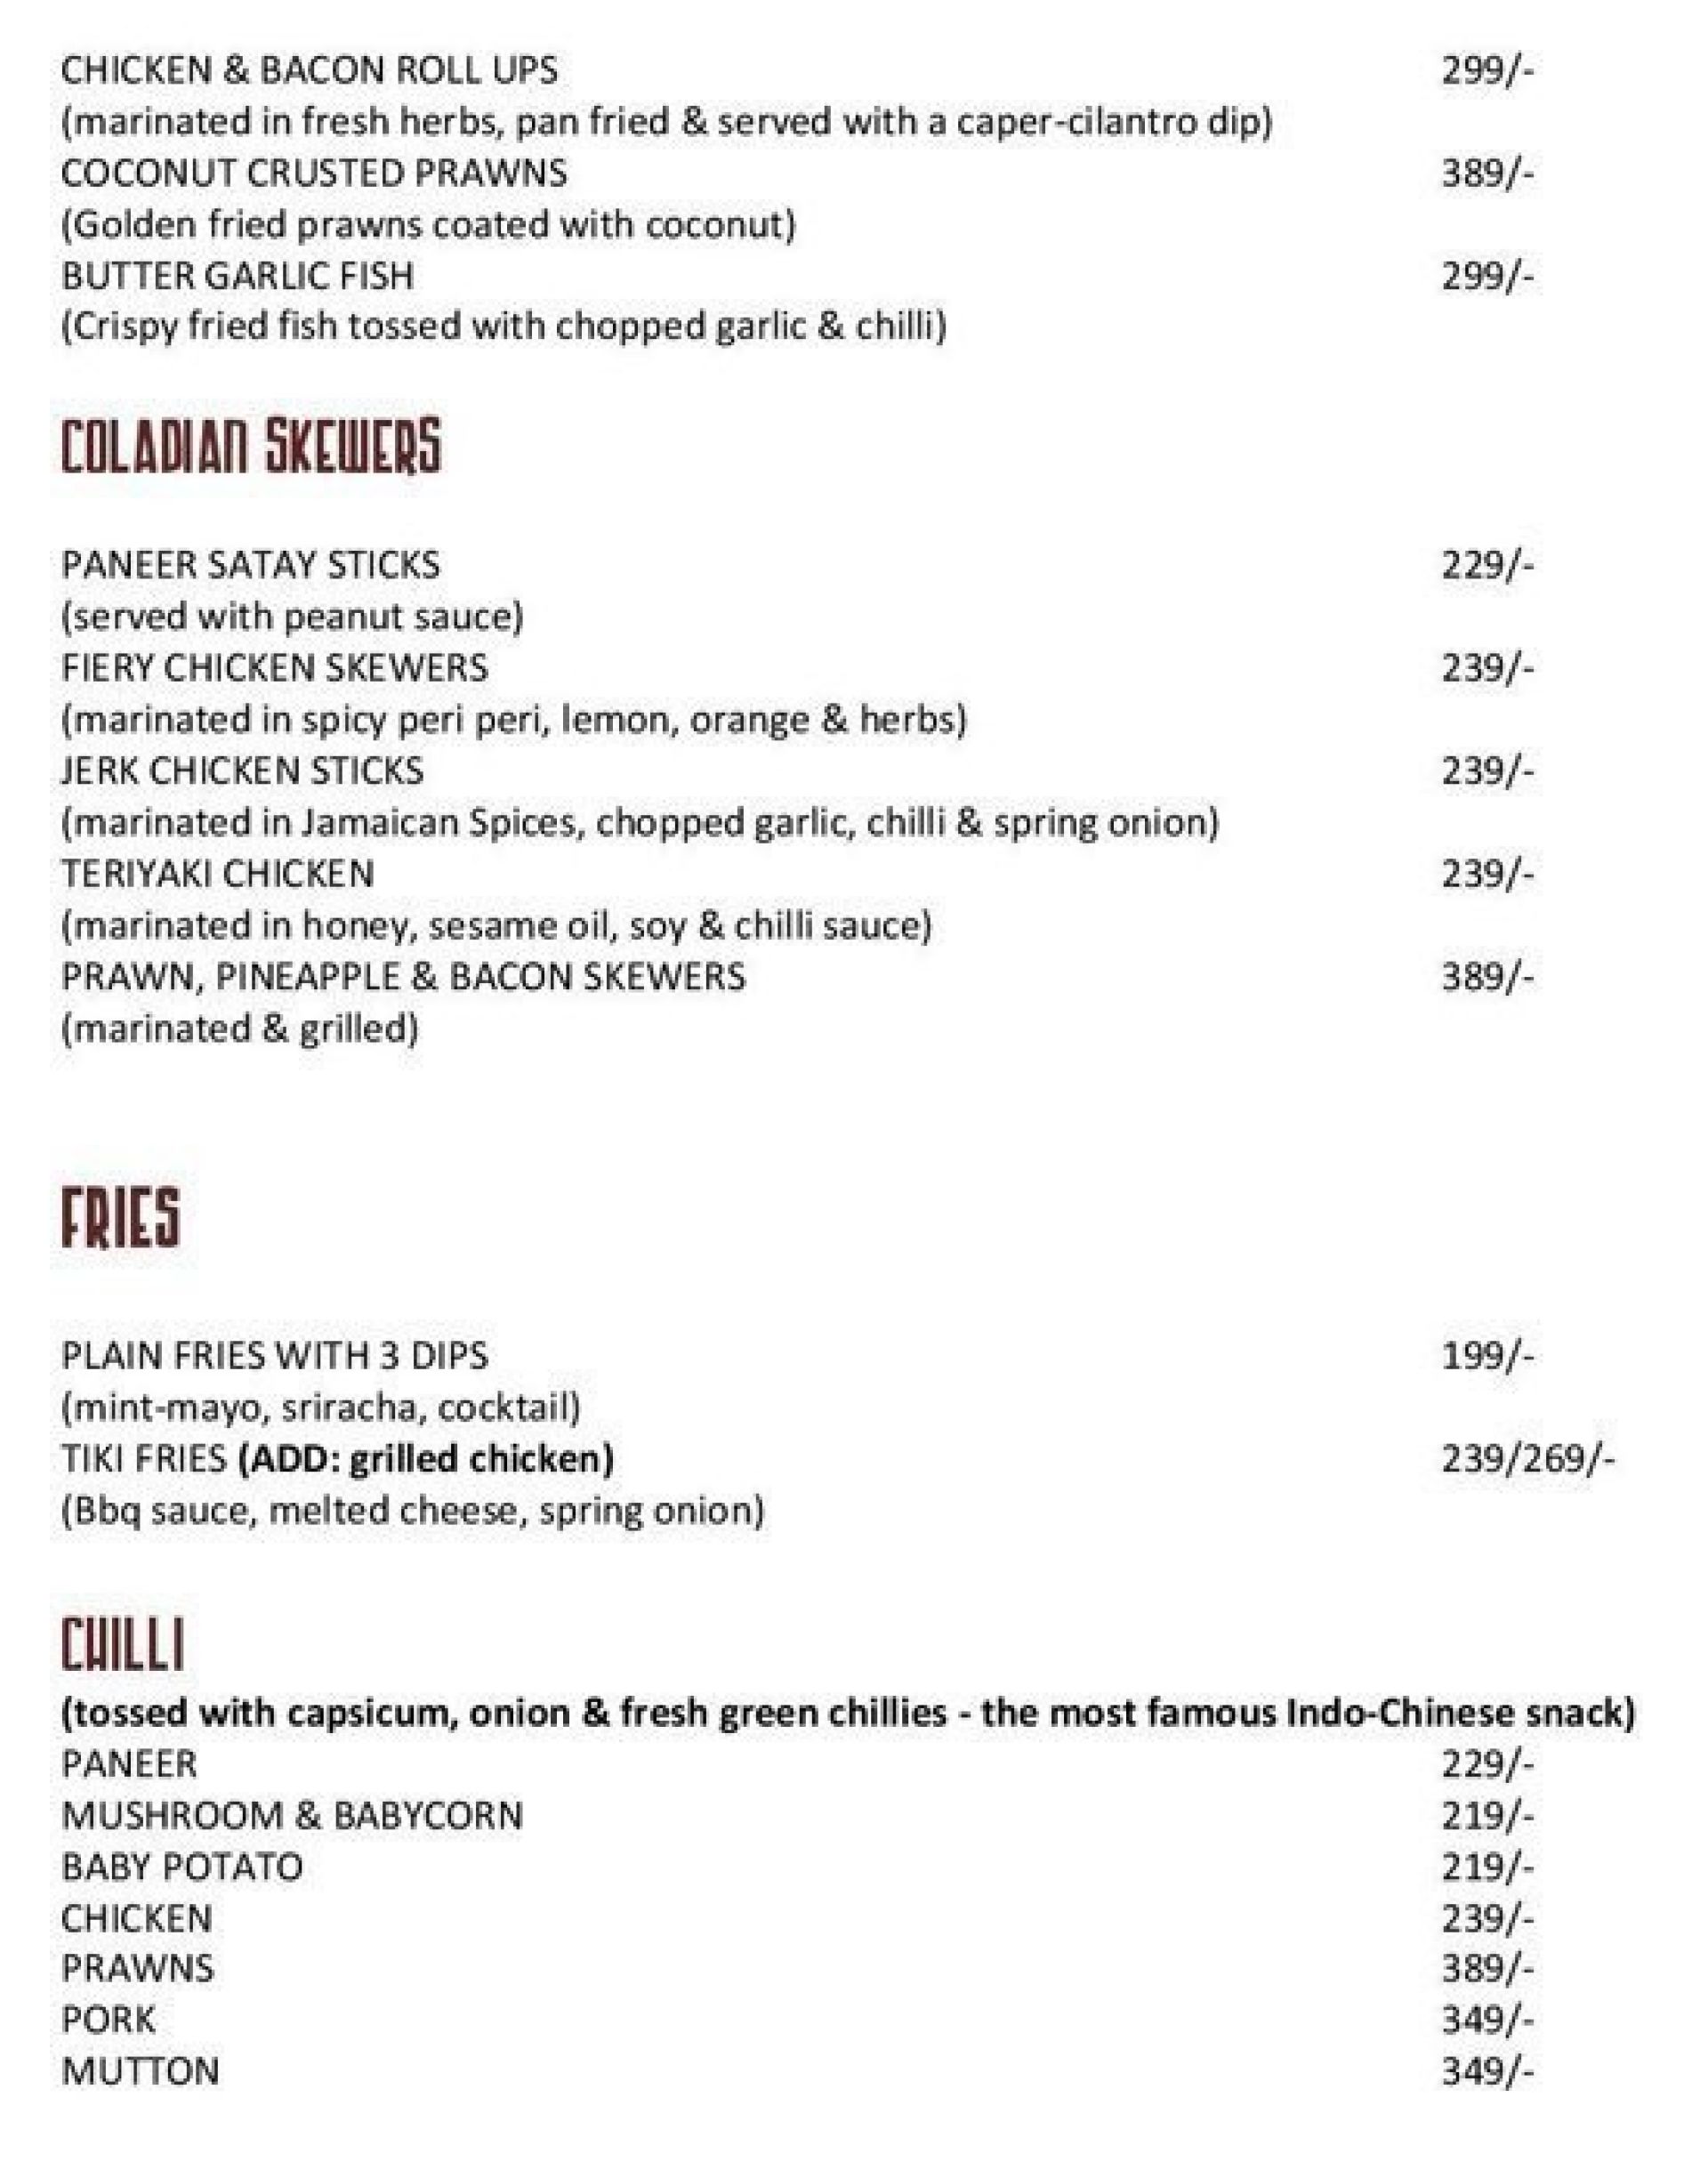 CHICKEN & BACON ROLL UPS 299/-
(marinated in fresh herbs, pan fried & served with a caper-cilantro dip)
COCONUT CRUSTED PRAWNS 389/-
(Golden fried prawns coated with coconut)
BUTTER GARLIC FISH 299/-
(Crispy fried fish tossed with chopped garlic & chilli)
COLADIAN SKEWERS
PANEER SATAY STICKS 229/-
(served with peanut sauce)
FIERY CHICKEN SKEWERS 239/-
(marinated in spicy peri peri, lemon, orange & herbs)
JERK CHICKEN STICKS 239/-
(marinated in Jamaican Spices, chopped garlic, chilli & spring onion)
TERIYAKI CHICKEN 239/-
(marinated in honey, sesame oil, soy & chilli sauce)
PRAWN, PINEAPPLE & BACON SKEWERS 389/-
(marinated & grilled)
FRIES
PLAIN FRIES WITH 3 DIPS 199/-
(mint-mayo, sriracha, cocktail)
TIKI FRIES (ADD: grilled chicken) 239/269/-
(Bbq sauce, melted cheese, spring onion)
CHILLI
(tossed with capsicum, onion & fresh green chillies - the most famous Indo-Chinese snack)
PANEER 229/-
MUSHROOM & BABYCORN 219/-
BABY POTATO 219/-
CHICKEN 239/-
PRAWNS 389/-
PORK 349/-
MUTTON 349/-